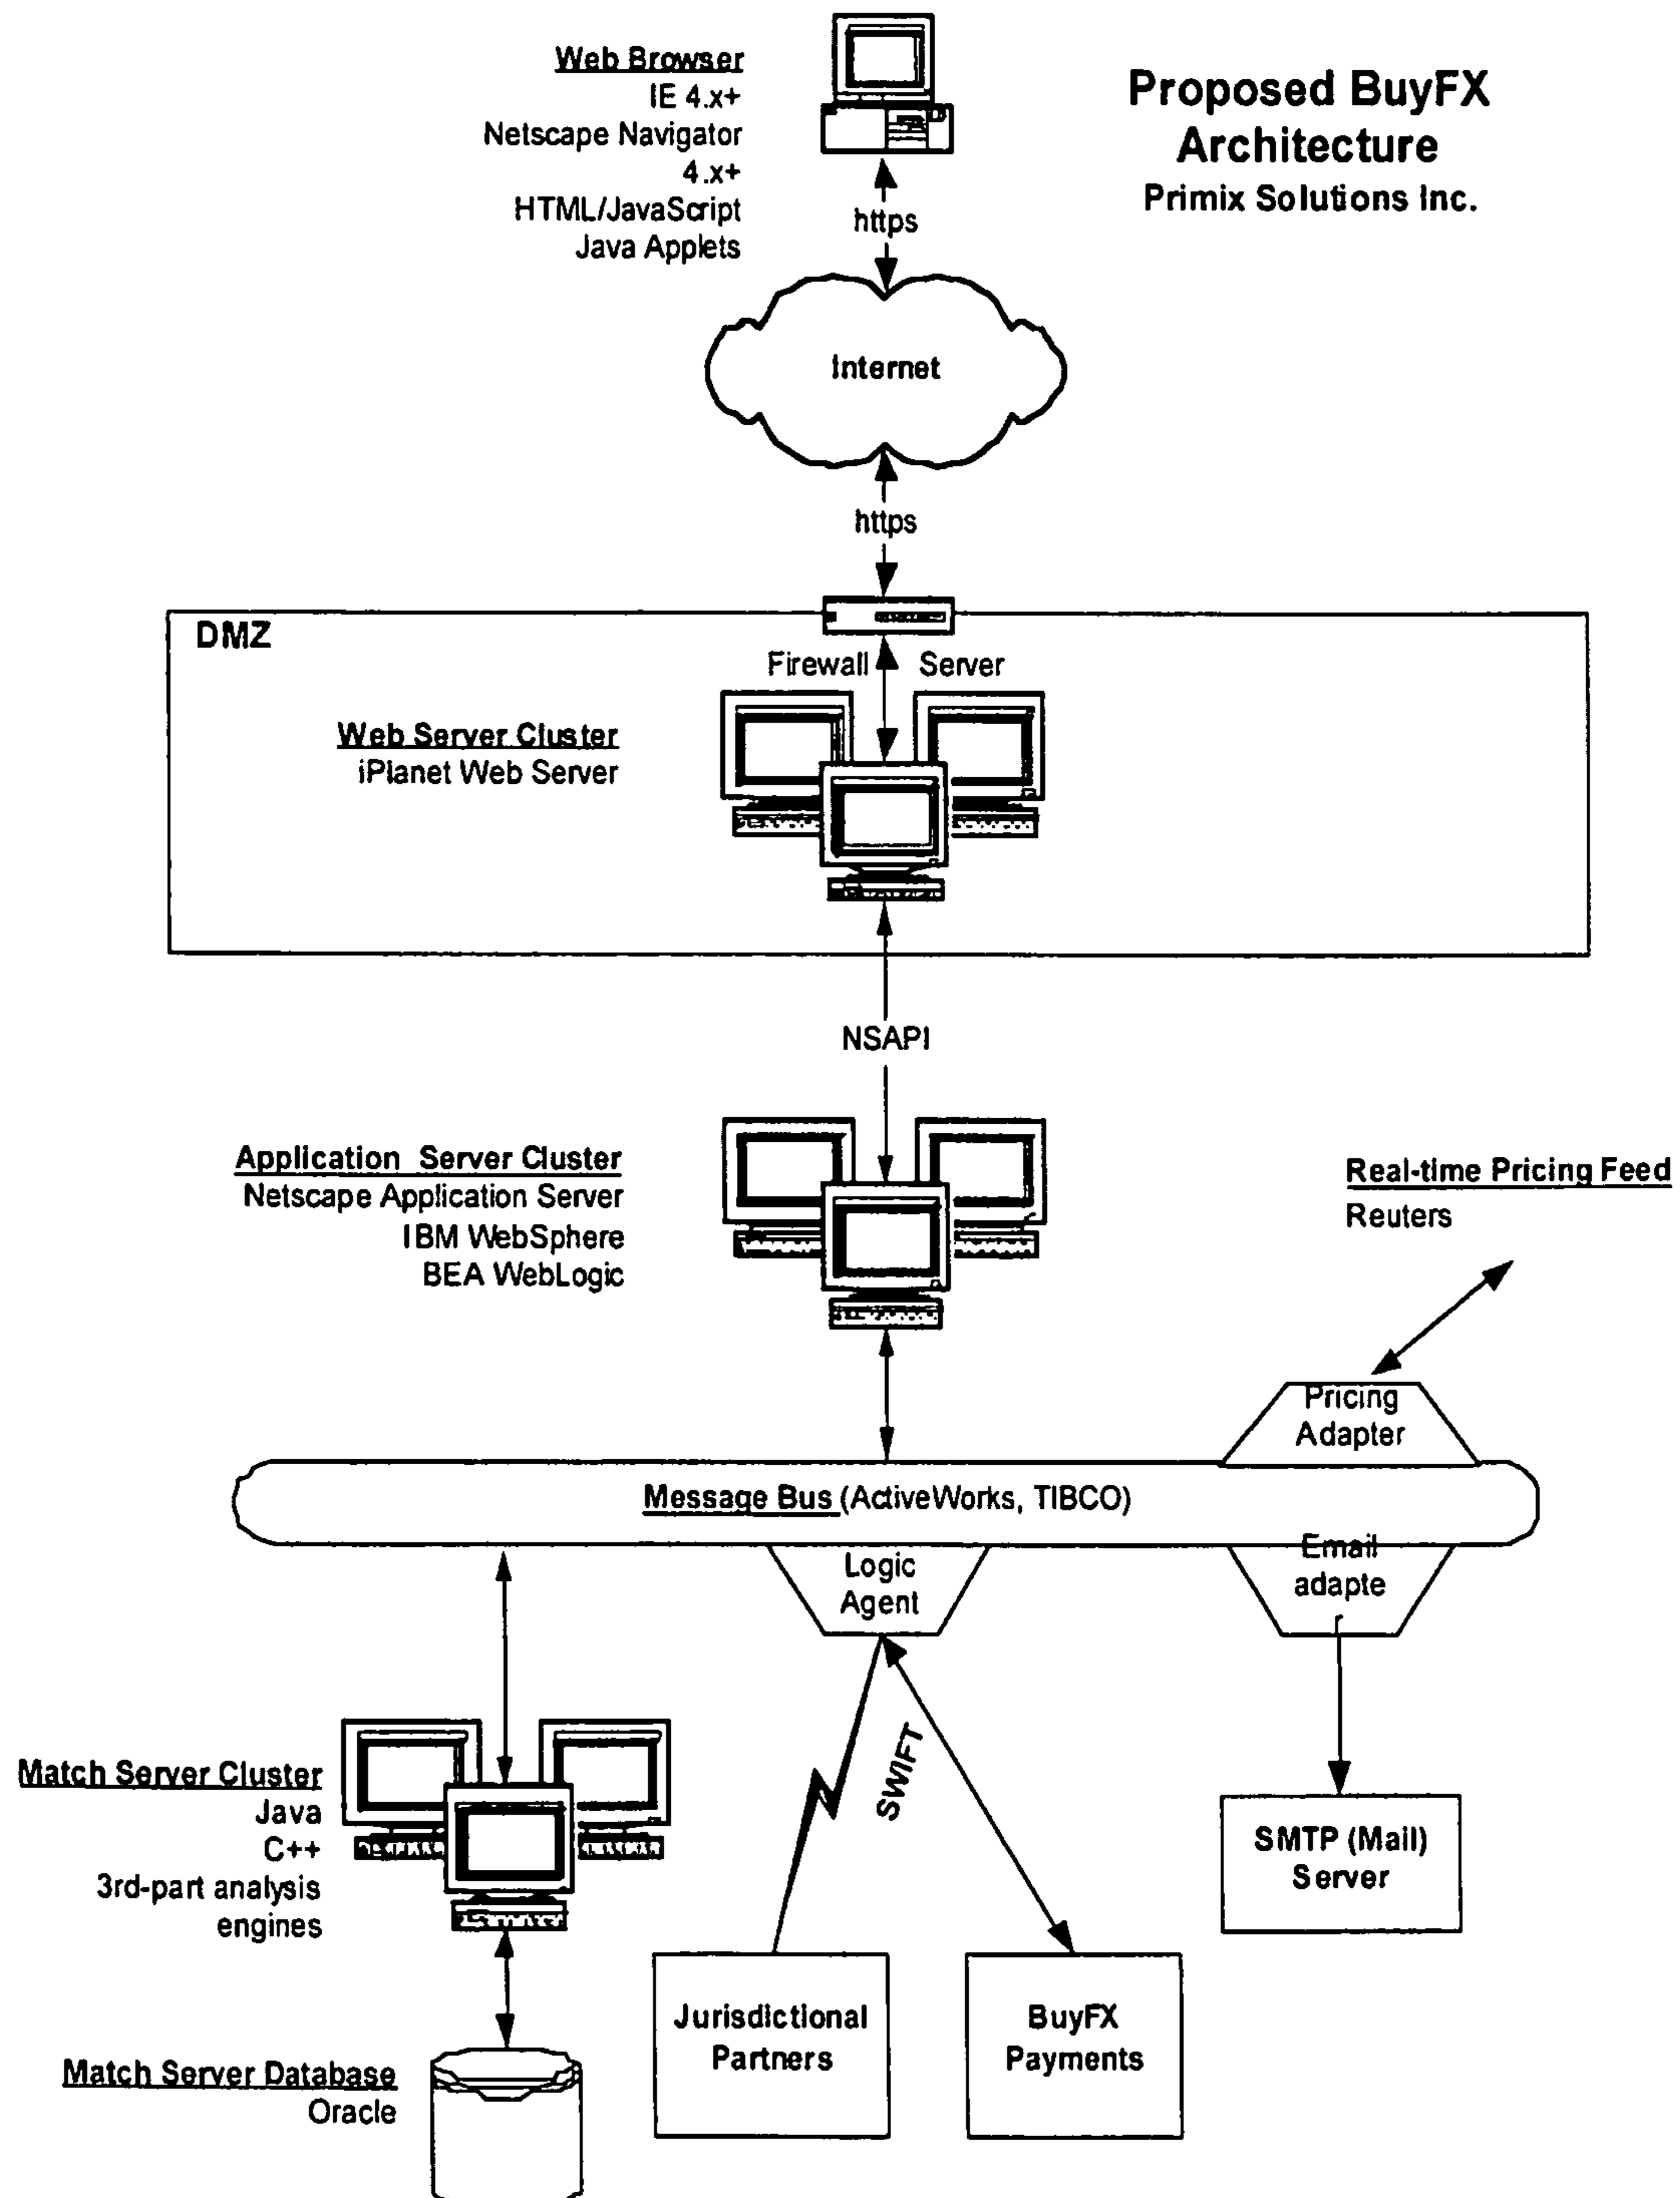 Web Browser
IE 4.x+
Netscape Navigator
4.x+
HTML/JavaScript
Java Applets
Proposed BuyFX
Architecture
Primix Solutions Inc.
https
Internet
https
DMZ
Firewall Server
Web Server Cluster
iPlanet Web Server
NSAPI
Application Server Cluster
Netscape Application Server
IBM WebSphere
BEA WebLogic
Real-time Pricing Feed
Reuters
Pricing
Adapter
Message Bus (ActiveWorks, TIBCO)
Logic
Agent
Email
adapte
r
SWIFT
Match Server Cluster
Java
C++
3rd-part analysis
engines
SMTP (Mail)
Server
Jurisdictional
Partners
BuyFX
Payments
Match Server Database
Oracle